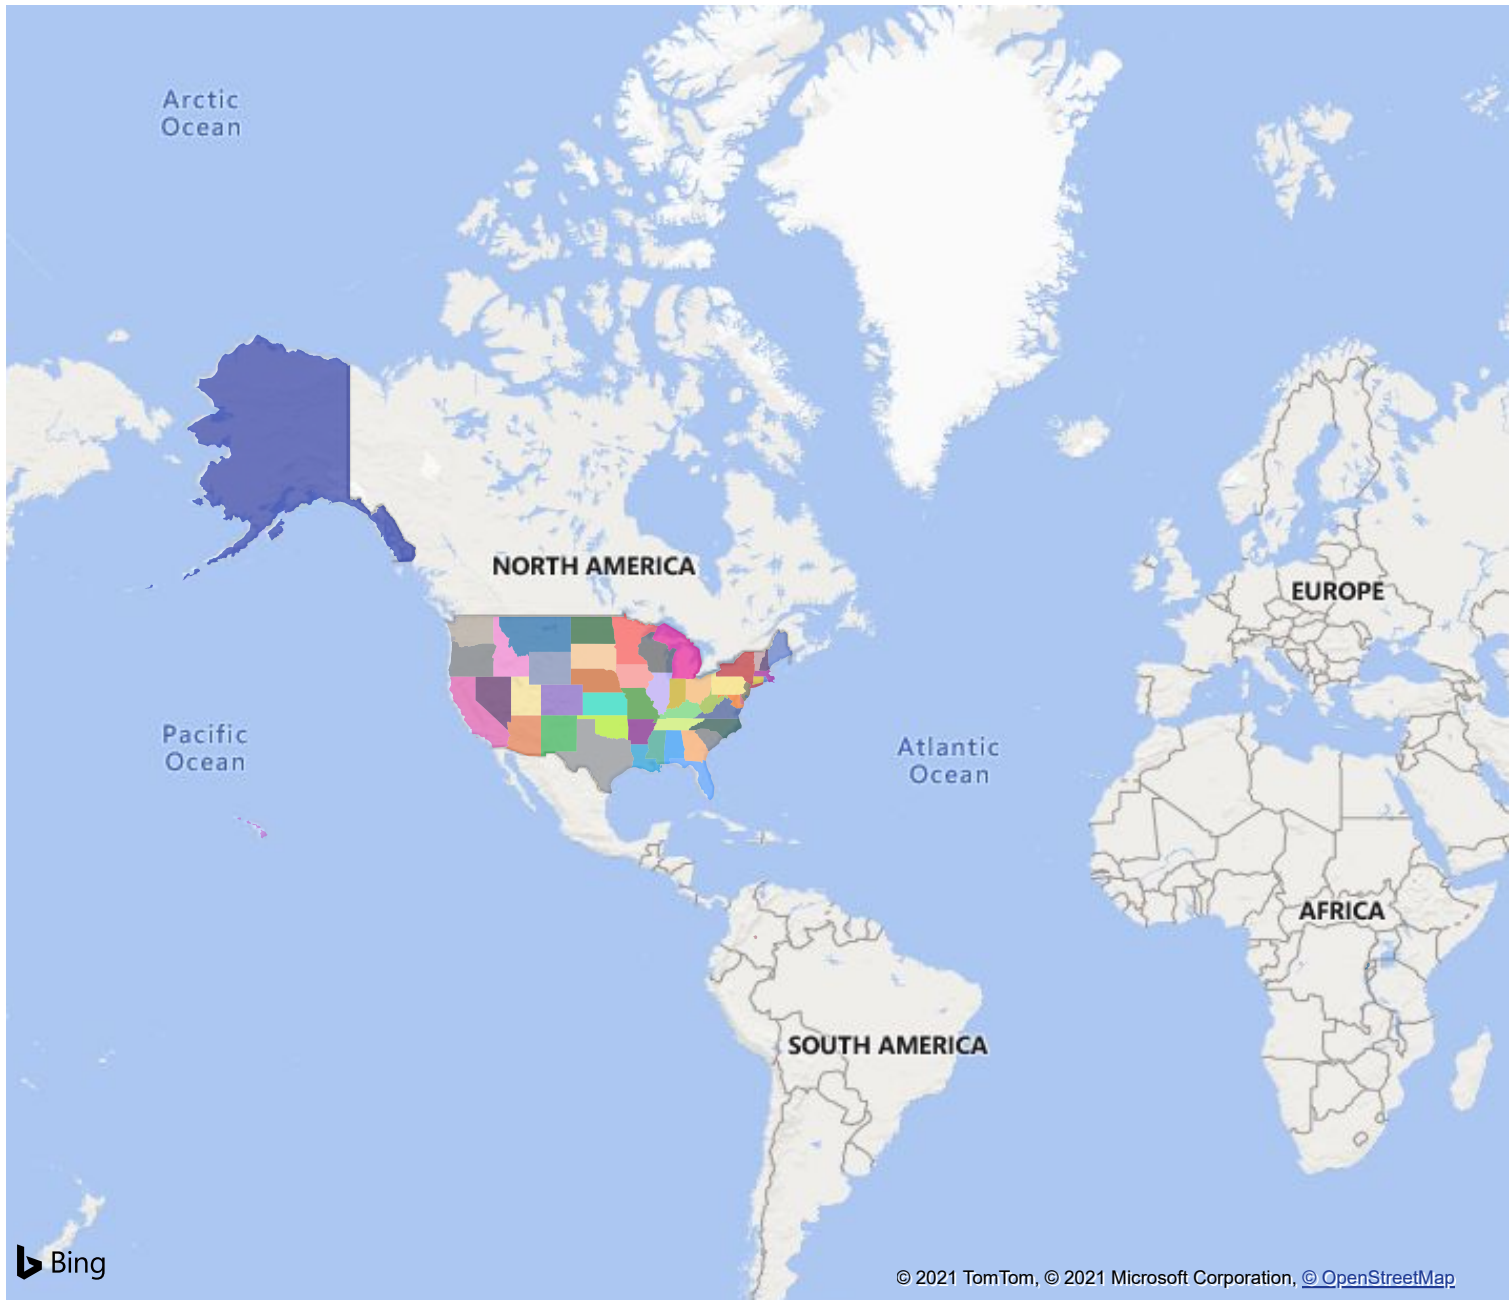 Arctic
Ocean
NORTH AMERICA
EUROPE
Pacific
Ocean
Atlantic
Ocean
AFRICA
SOUTH AMERICA
Bing
© 2021 TomTom, © 2021 Microsoft Corporation, © OpenStreetMap